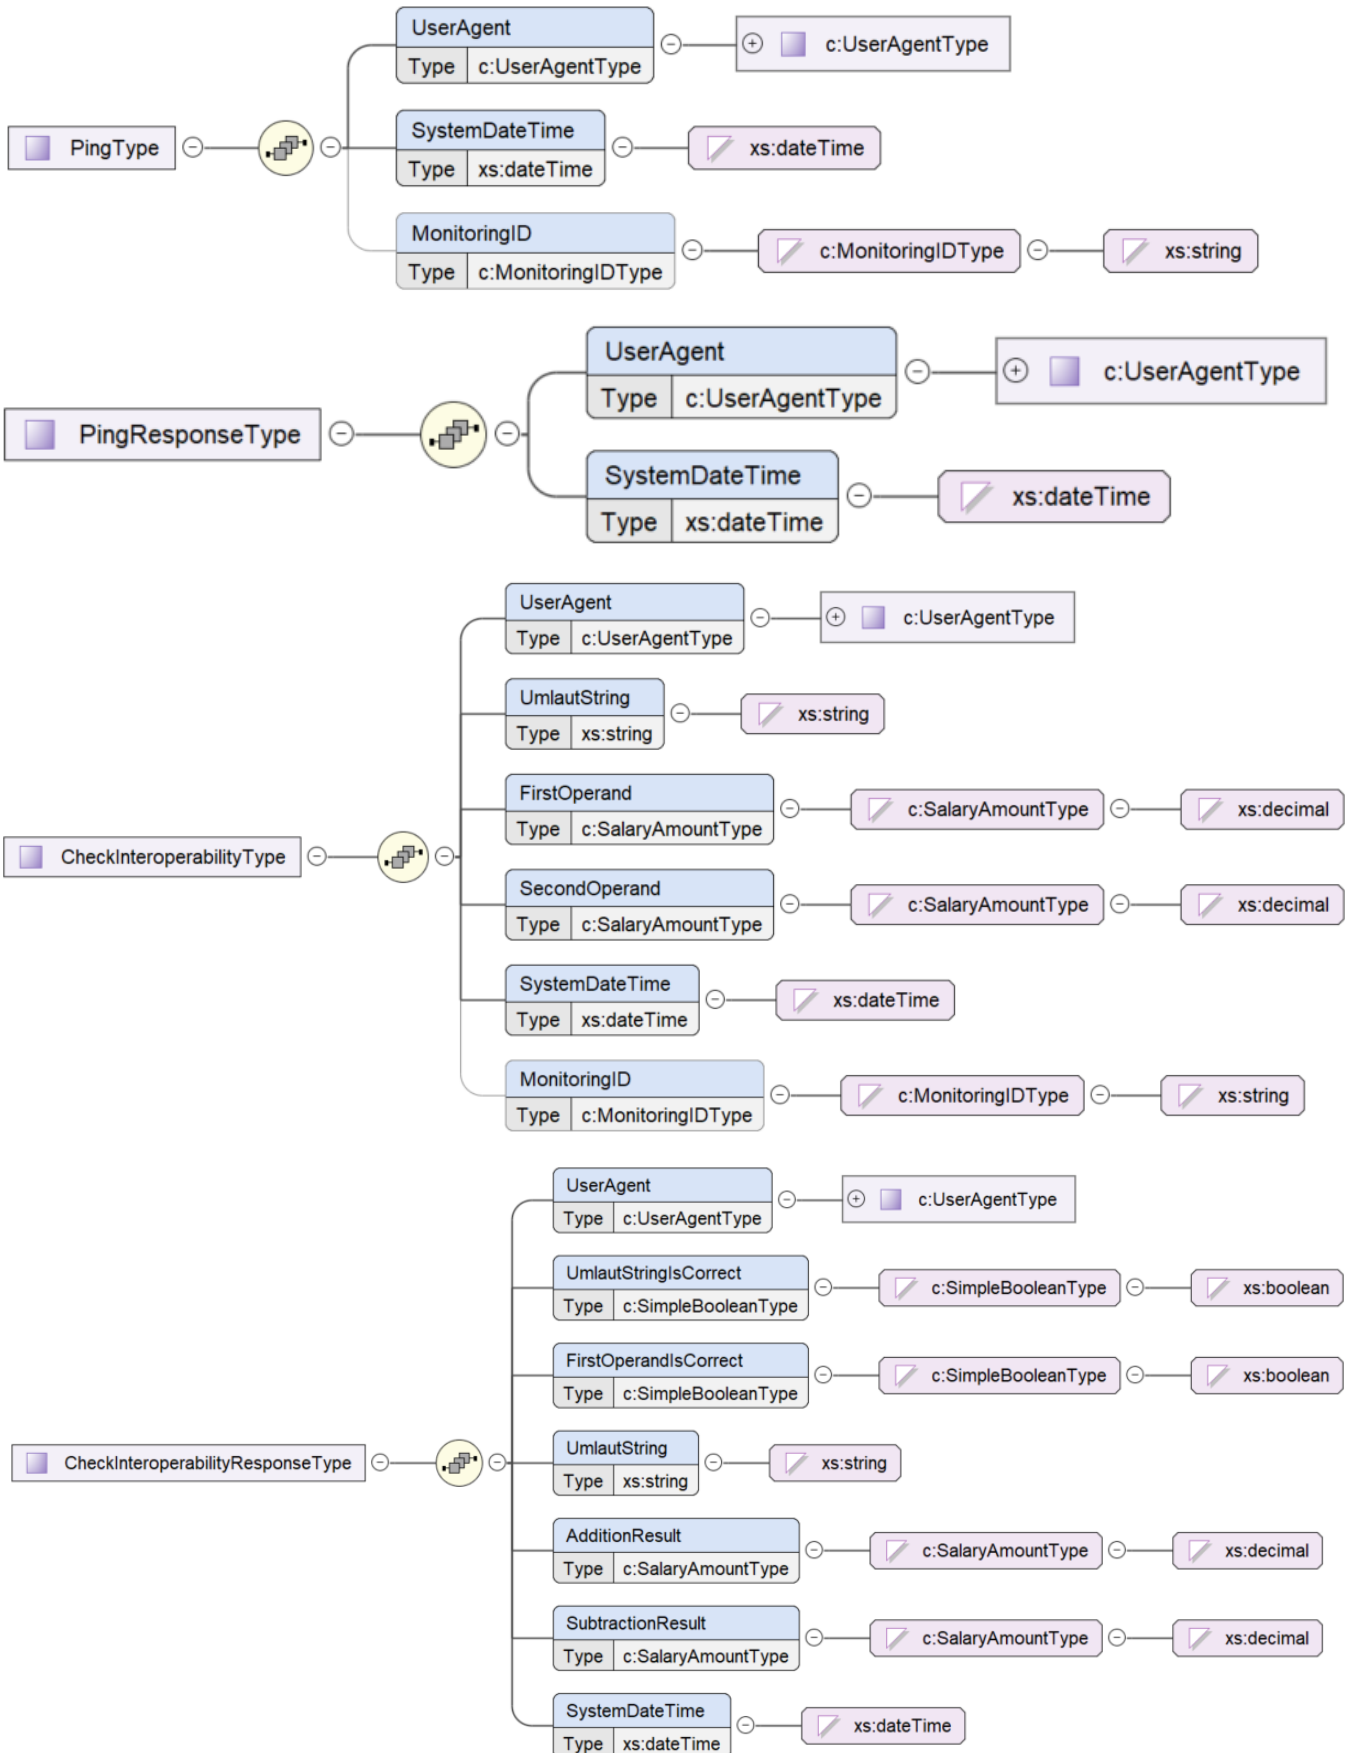 UserAgent
Type c:UserAgentType
c:UserAgentType
PingType
SystemDateTime
Type xs:dateTime
xs:dateTime
MonitoringID
Type c:MonitoringIDType
c:MonitoringIDType
xs:string
UserAgent
Type c:UserAgentType
c:UserAgentType
PingResponseType
SystemDateTime
Type xs:dateTime
xs:dateTime
UserAgent
Type c:UserAgentType
c:UserAgentType
UmlautString
Type xs:string
xs:string
FirstOperand
Type c:SalaryAmountType
c:SalaryAmountType
xs:decimal
CheckInteroperabilityType
SecondOperand
Type c:SalaryAmountType
c:SalaryAmountType
xs:decimal
SystemDateTime
Type xs:dateTime
xs:dateTime
MonitoringID
Type c:MonitoringIDType
c:MonitoringIDType
xs:string
UserAgent
Type c:UserAgentType
c:UserAgentType
UmlautStringIsCorrect
Type c:SimpleBooleanType
c:SimpleBooleanType
xs:boolean
FirstOperandIsCorrect
Type c:SimpleBooleanType
c:SimpleBooleanType
xs:boolean
CheckInteroperabilityResponseType
UmlautString
Type xs:string
xs:string
AdditionResult
Type c:SalaryAmountType
c:SalaryAmountType
xs:decimal
SubtractionResult
Type c:SalaryAmountType
c:SalaryAmountType
xs:decimal
SystemDateTime
Type xs:dateTime
xs:dateTime